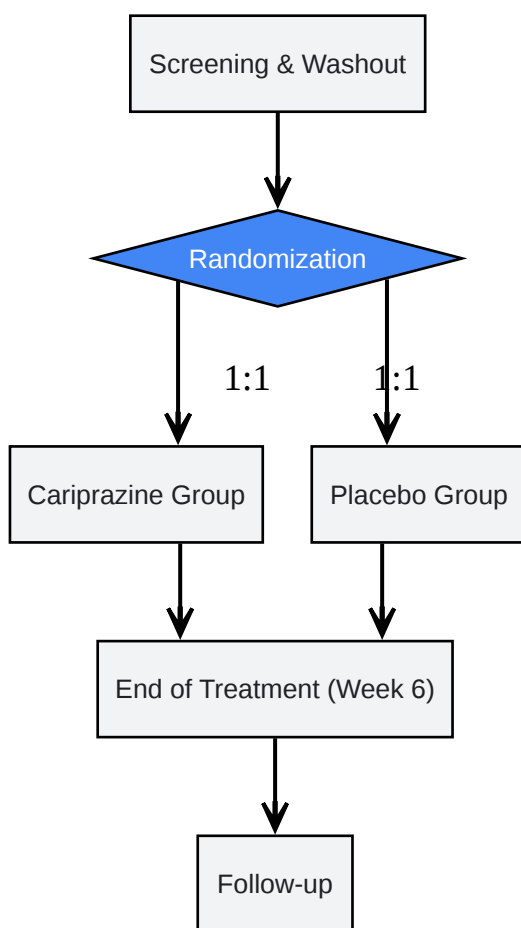 Screening & Washout
Randomization
1:1
1:1
Cariprazine Group
Placebo Group
End of Treatment (Week 6)
Follow-up